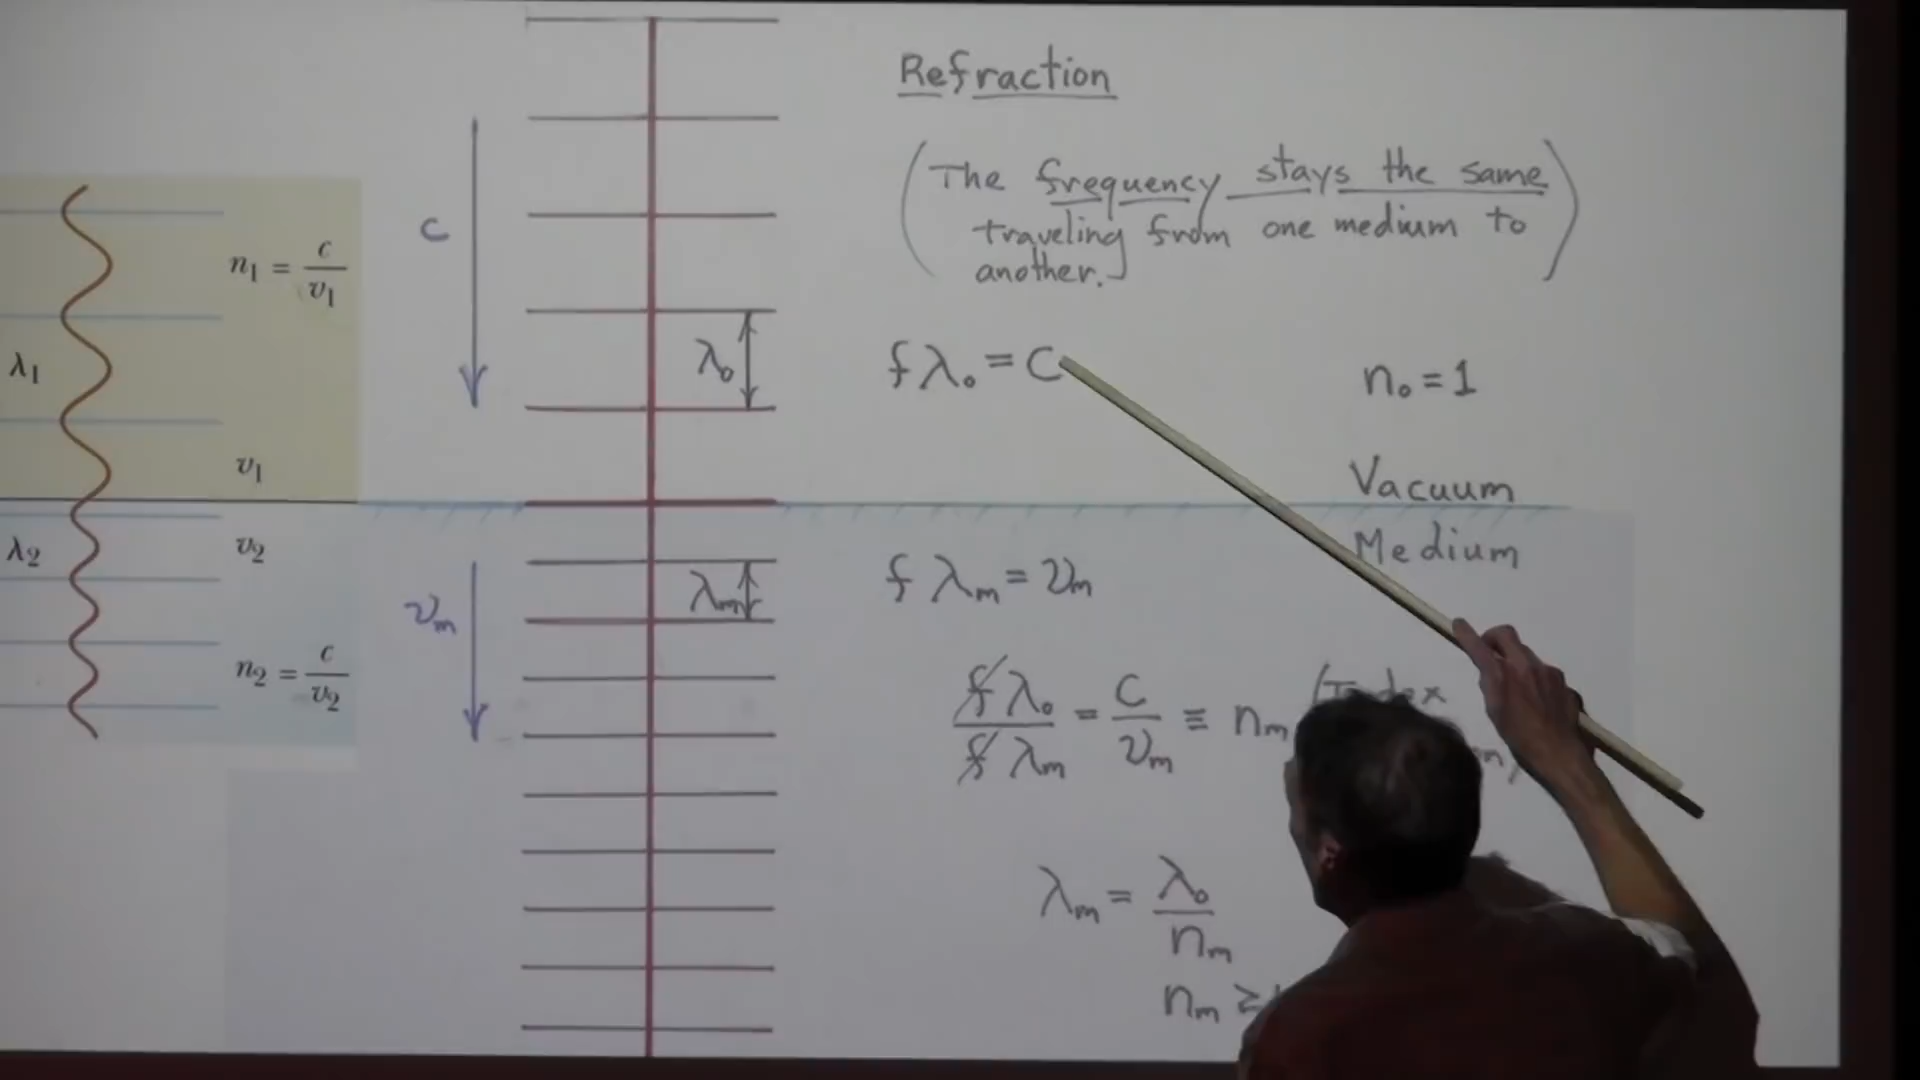 Refraction
(The frequency stays the same
traveling from one medium to
another.)
n₁ = c/v₁
c
λ₁
λ₀
fλ₀ = C
n₀ = 1
v₁
Vacuum
Medium
λ₂
v₂
λₘ
f λₘ = vₘ
vₘ
n₂ = c/v₂
fλ₀/fλₘ = C/vₘ ≡ nₘ
λₘ = λ₀/nₘ
nₘ ≥